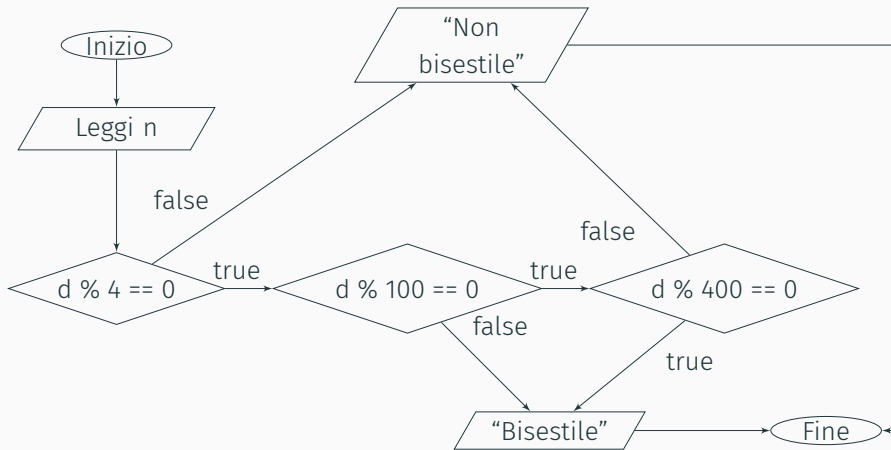 Inizio
“Non
bisestile”
Leggi n
false
false
d % 4 == 0
true
d % 100 == 0
true
d % 400 == 0
false
true
“Bisestile”
Fine